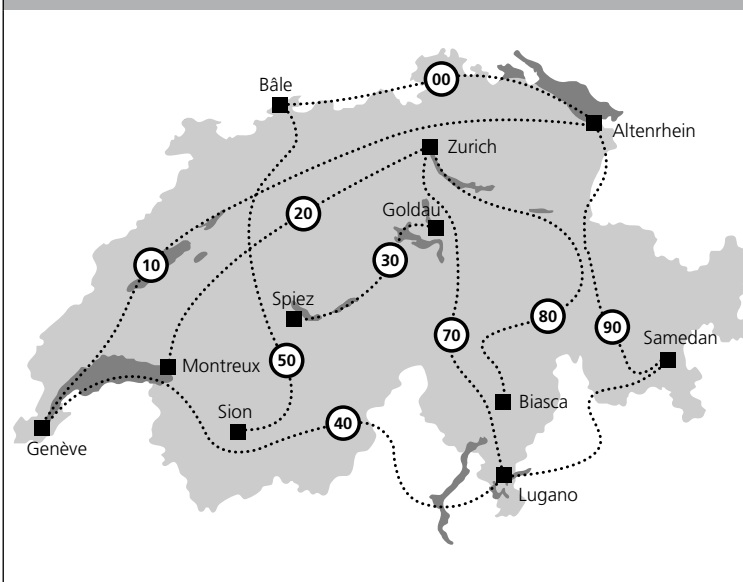 00
Bâle
Altenrhein
Zurich
20
Goldau
10
30
Spiez
80
90
70
Samedan
50
Montreux
Biasca
Sion
40
Genève
Lugano